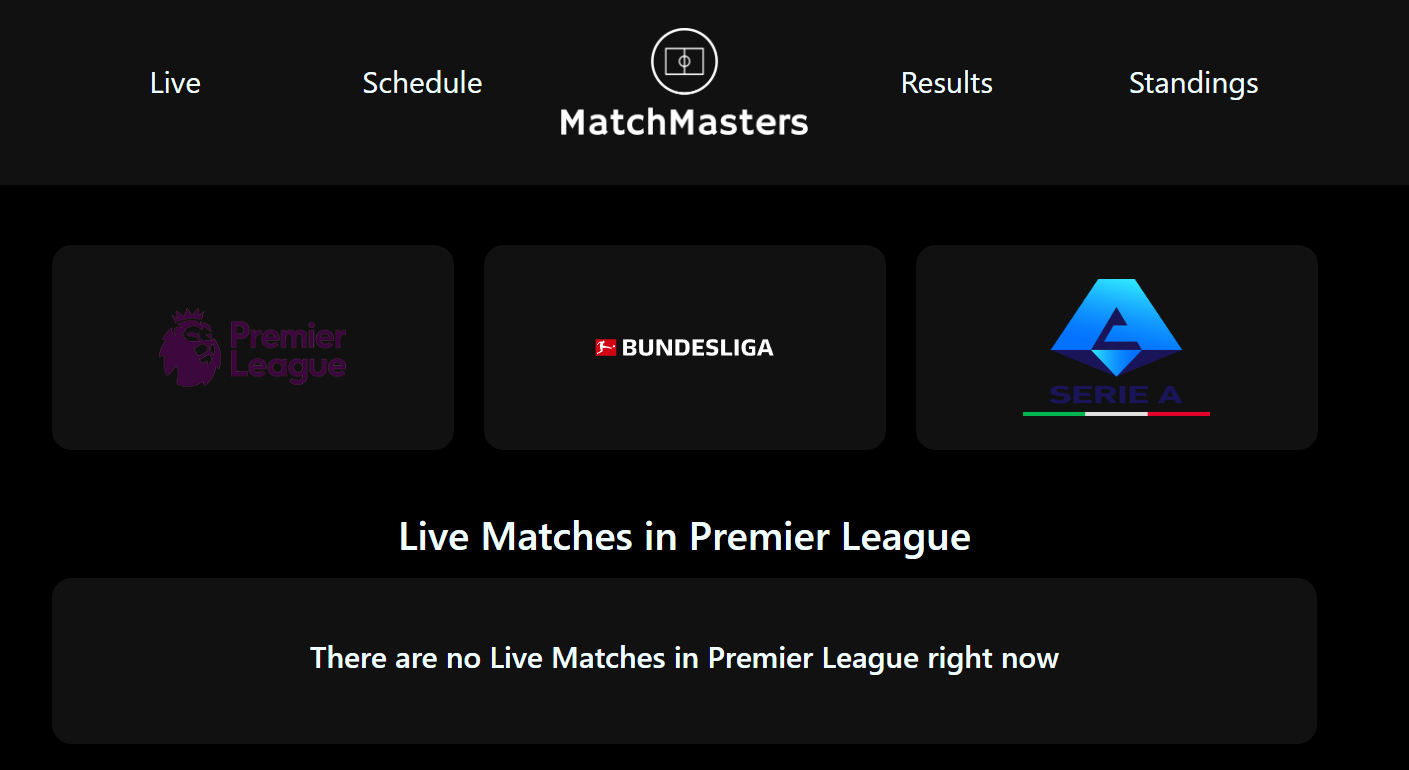 Live
Schedule
MatchMasters
Results
Standings
Premier
League
BUNDESLIGA
SERIE A
Live Matches in Premier League
There are no Live Matches in Premier League right now